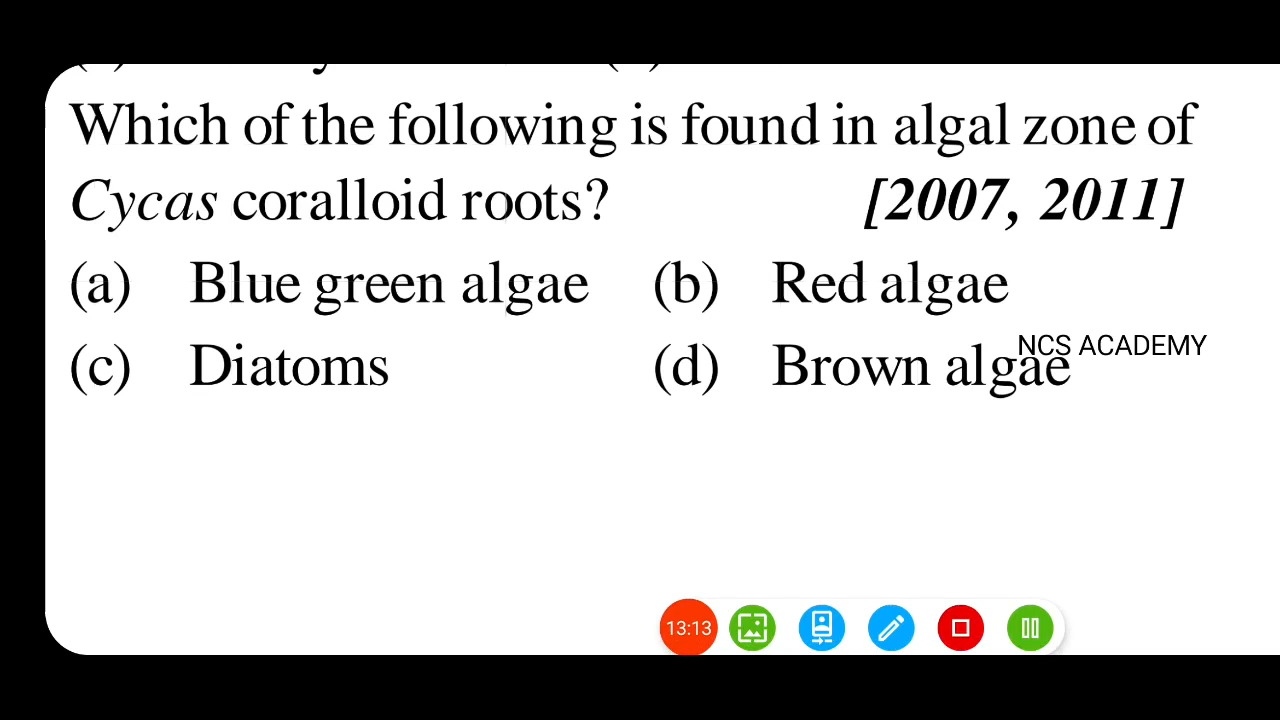 Which of the following is found in algal zone of
Cycas coralloid roots? [2007, 2011]
(a) Blue green algae (b) Red algae
NCS ACADEMY
(c) Diatoms (d) Brown algae
13:13